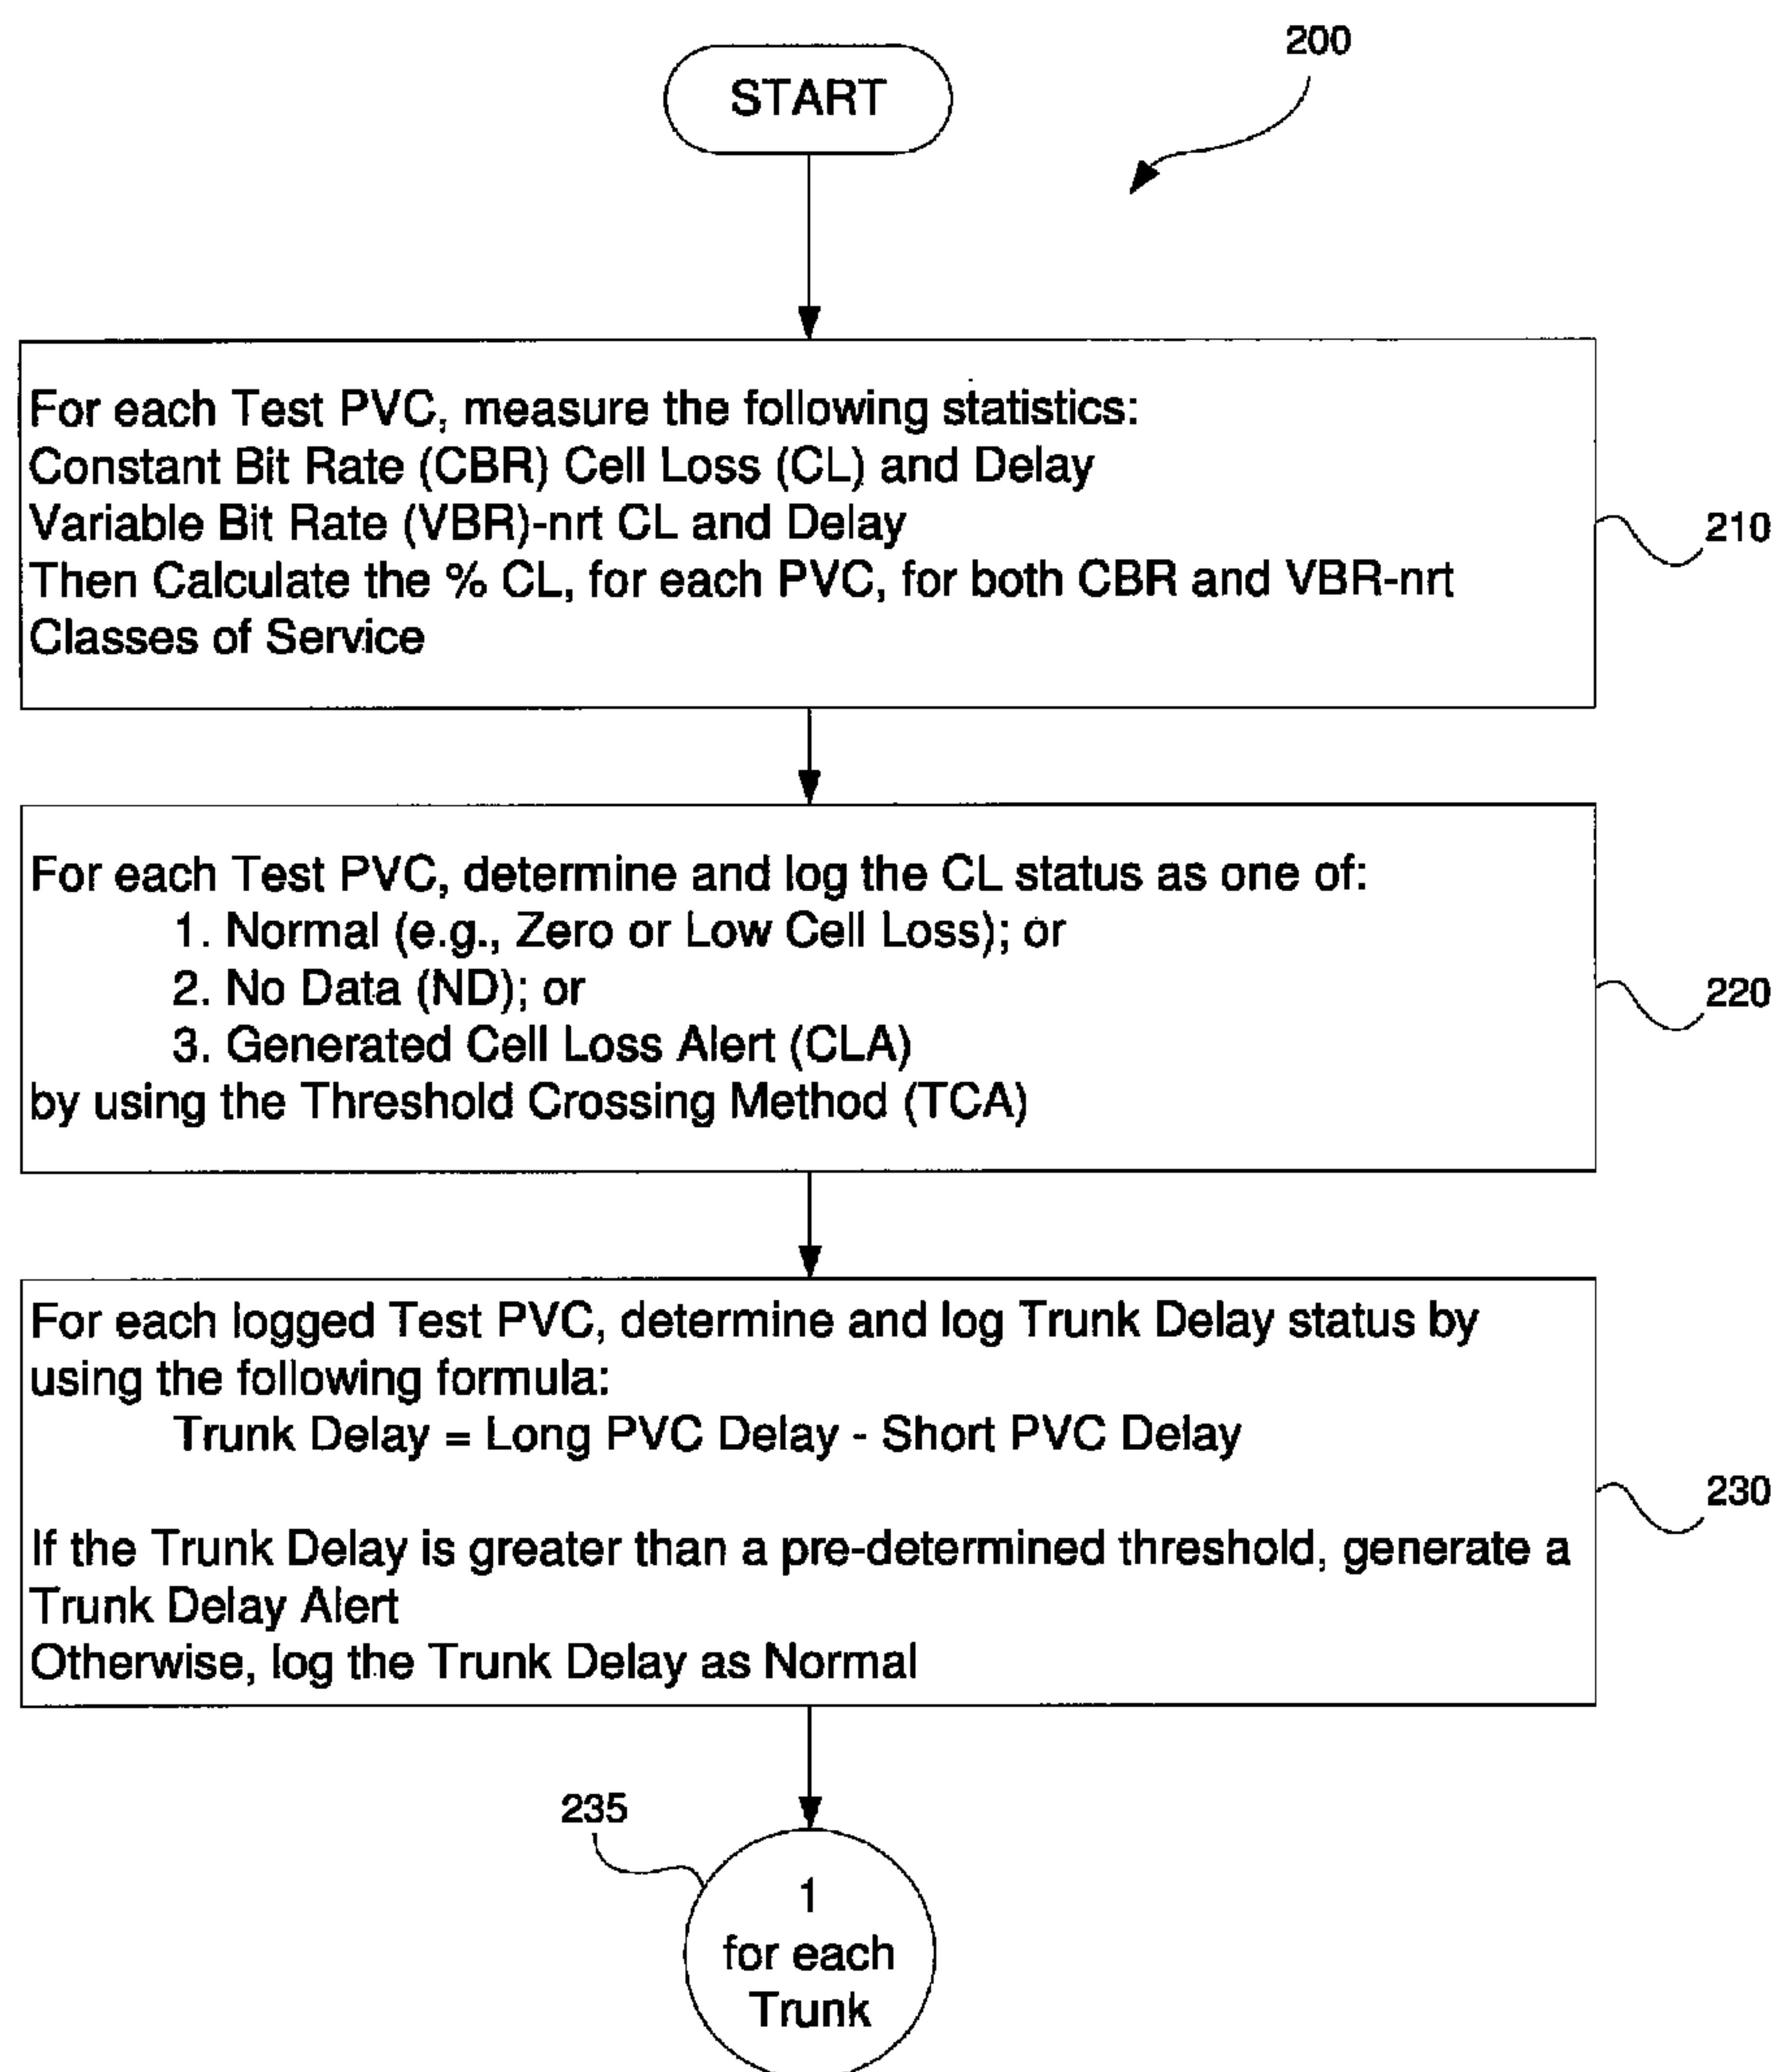 200
START
For each Test PVC, measure the following statistics:
Constant Bit Rate (CBR) Cell Loss (CL) and Delay
Variable Bit Rate (VBR)-nrt CL and Delay
Then Calculate the % CL, for each PVC, for both CBR and VBR-nrt
Classes of Service
210
For each Test PVC, determine and log the CL status as one of:
1. Normal (e.g., Zero or Low Cell Loss); or
2. No Data (ND); or
3. Generated Cell Loss Alert (CLA)
by using the Threshold Crossing Method (TCA)
220
For each logged Test PVC, determine and log Trunk Delay status by
using the following formula:
Trunk Delay = Long PVC Delay - Short PVC Delay
If the Trunk Delay is greater than a pre-determined threshold, generate a
Trunk Delay Alert
Otherwise, log the Trunk Delay as Normal
230
235
1
for each
Trunk